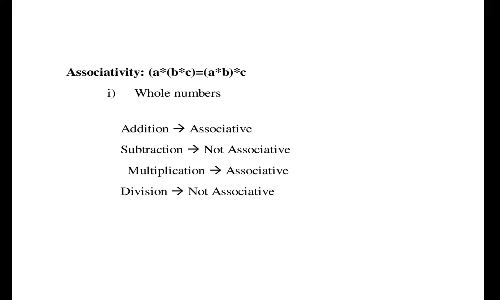 Associativity: (a*(b*c)=(a*b)*c
i) Whole numbers
Addition → Associative
Subtraction → Not Associative
Multiplication → Associative
Division → Not Associative